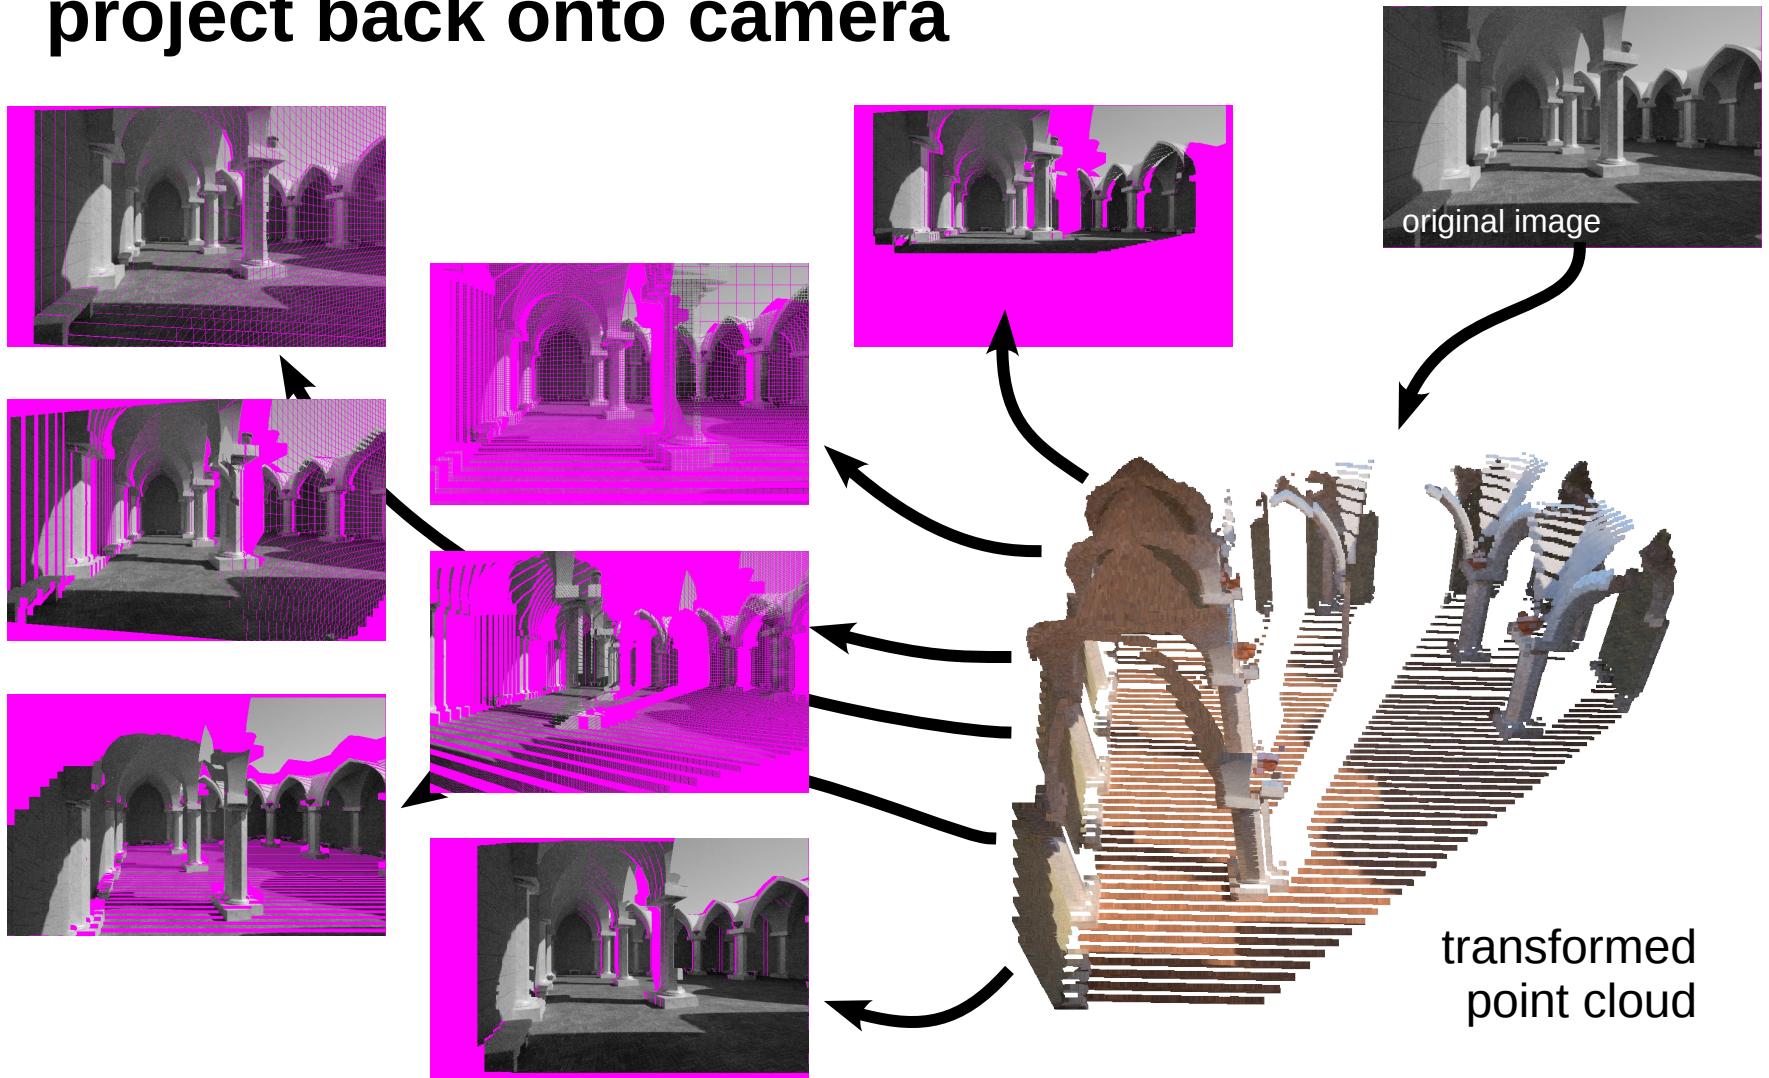 project back onto camera
original image
transformed
point cloud